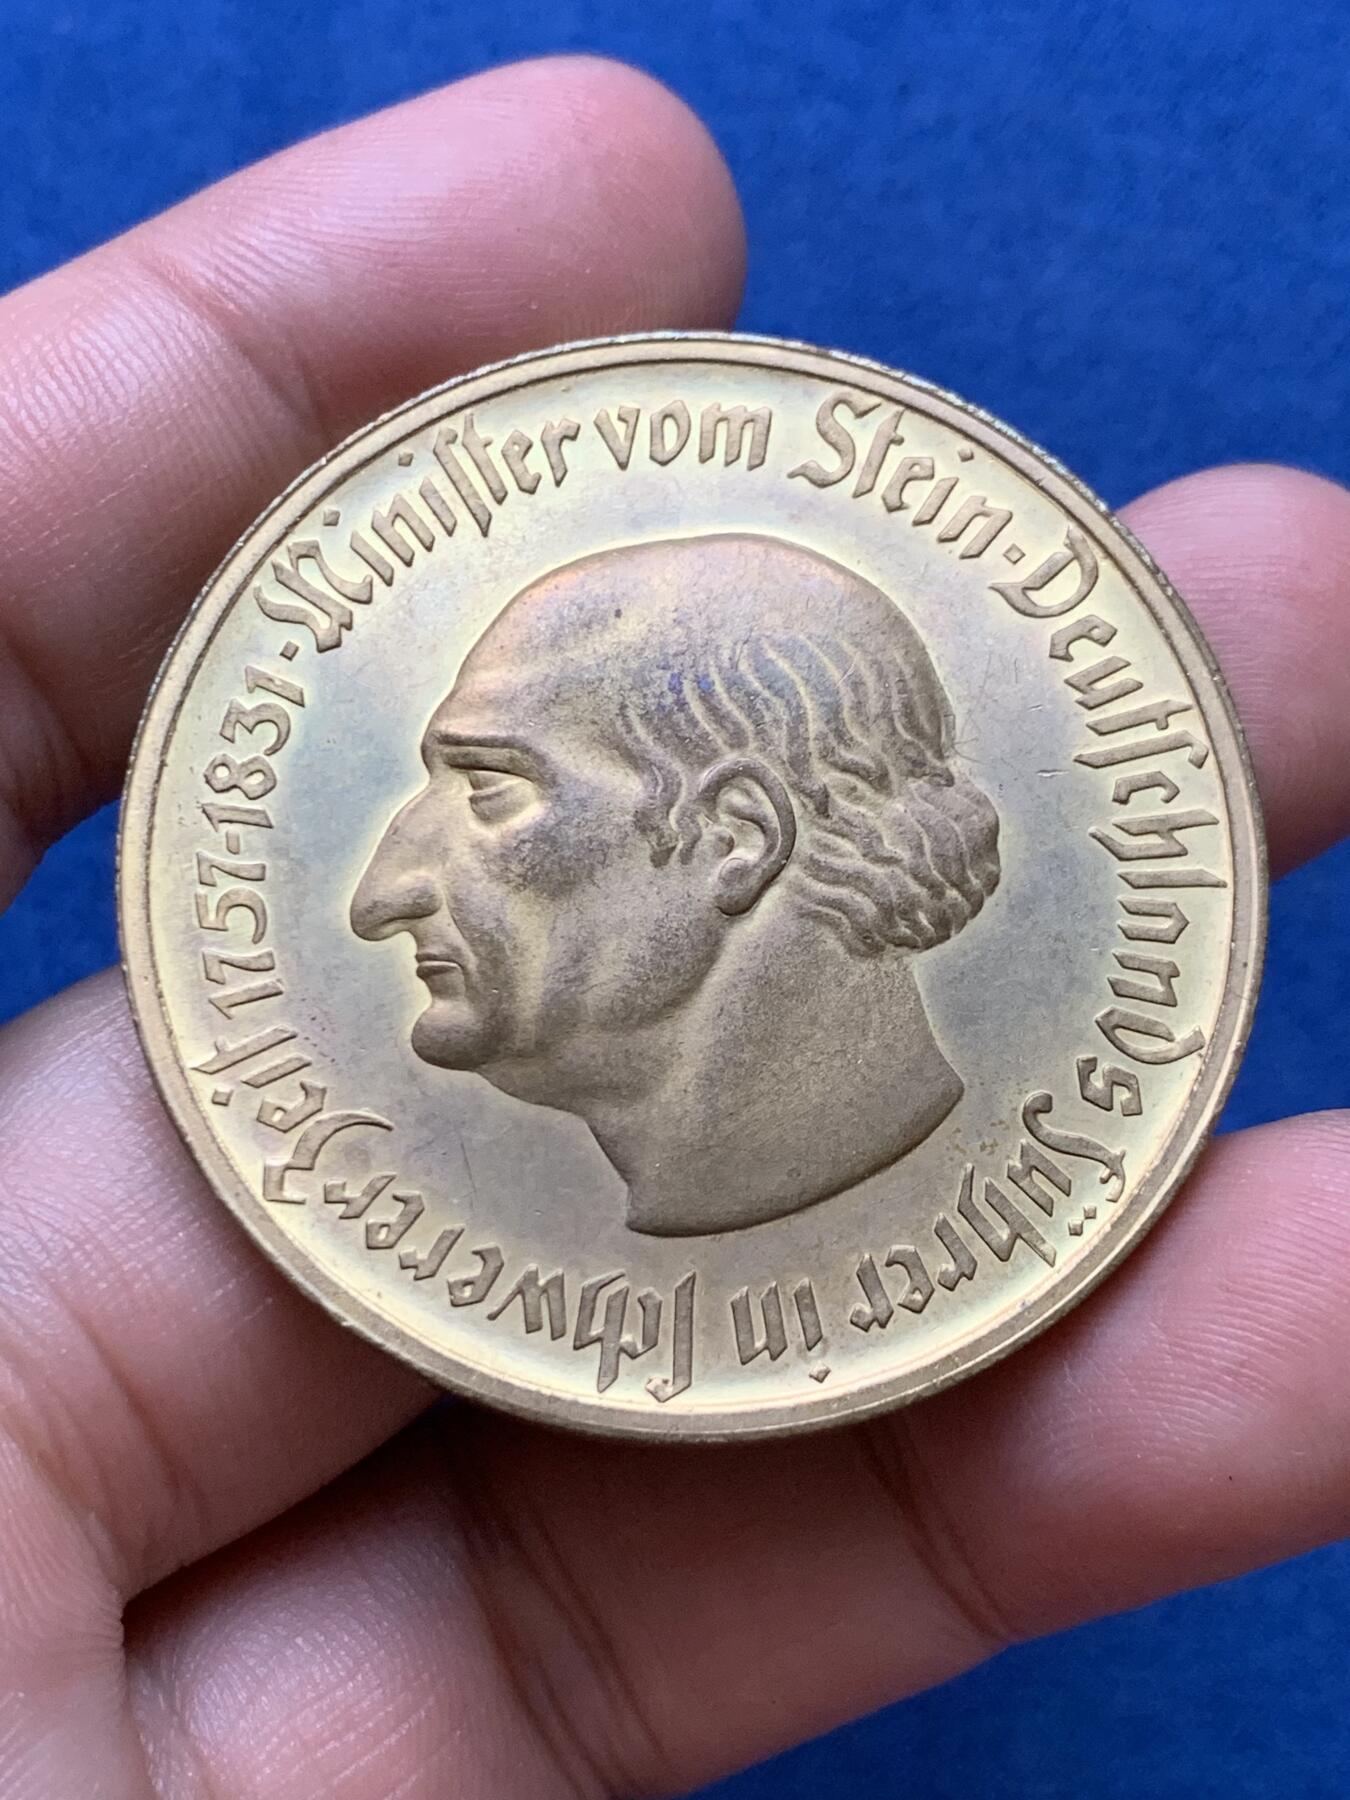 Minister vom Stein · Deutschlands Führer in schwerer Zeit 1757-1831 ·